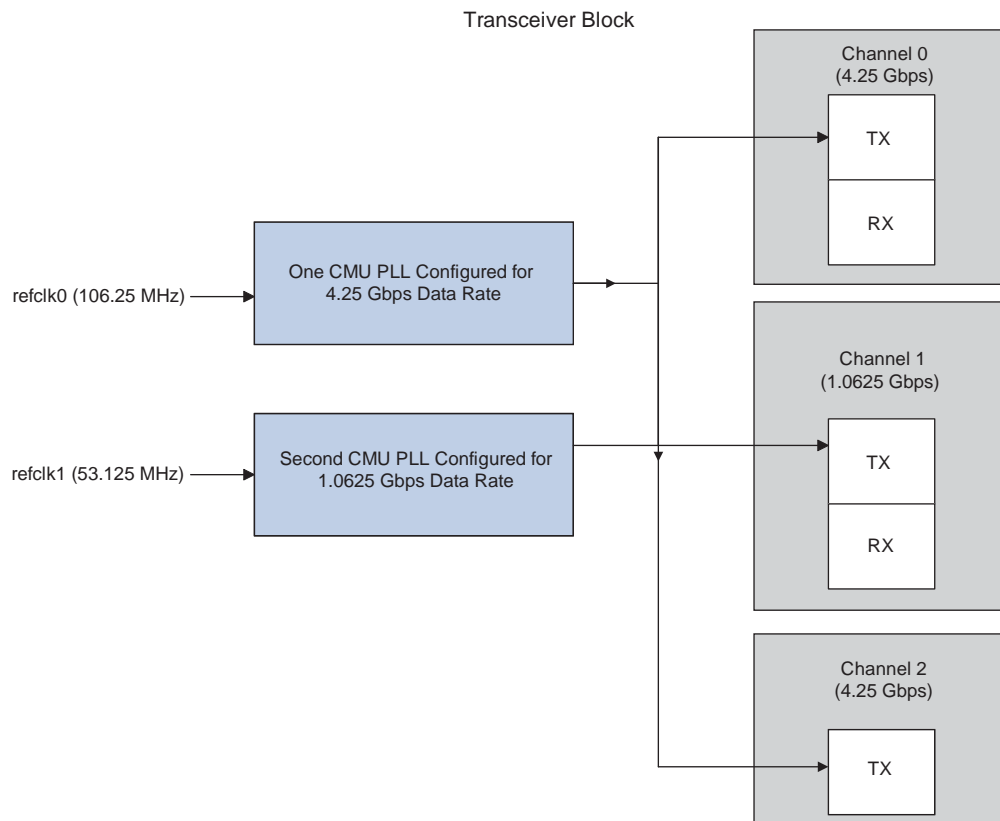 Transceiver Block
Channel 0
(4.25 Gbps)
TX
RX
One CMU PLL Configured for
4.25 Gbps Data Rate
refclk0 (106.25 MHz)
Channel 1
(1.0625 Gbps)
TX
RX
Second CMU PLL Configured for
1.0625 Gbps Data Rate
refclk1 (53.125 MHz)
Channel 2
(4.25 Gbps)
TX